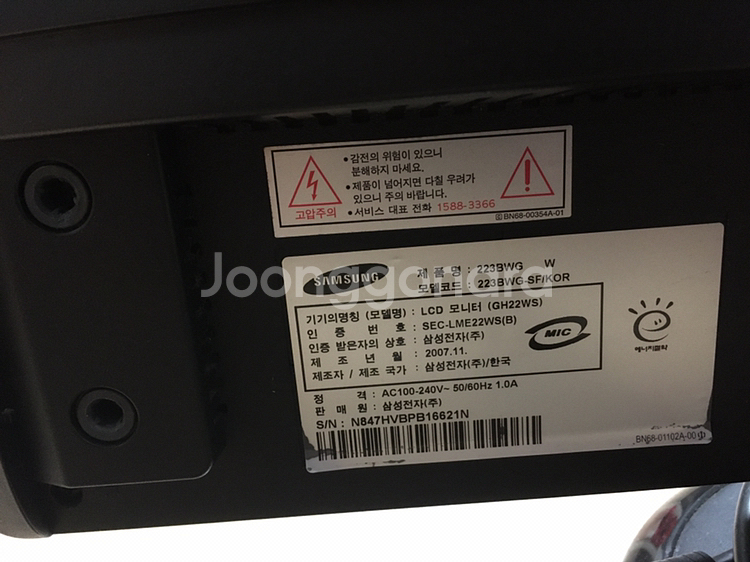 • 감전의 위험이 있으니
분해하지 마세요.
• 제품이 넘어지면 다칠 우려가
있으니 주의 바랍니다.
고압주의
• 서비스 대표 전화 1588-3366
BN68-00354A-01
Joonggonara
SAMSUNG
제 품 명 : 223BWG W
모델코드 : 223BWG-SF/KOR
기기의명칭 (모델명) : LCD 모니터 (GH22WS)
인 증 번 호 : SEC-LME22WS(B)
인증 받은자의 상호 : 삼성전자(주)
제 조 년 월 : 2007.11.
제조자 / 제조 국가 : 삼성전자(주)/한국
MIC
에너지절약
정 격 : AC100-240V~ 50/60Hz 1.0A
판 매 원 : 삼성전자(주)
S/N : N847HVBPB16621N
BN68-01102A-00